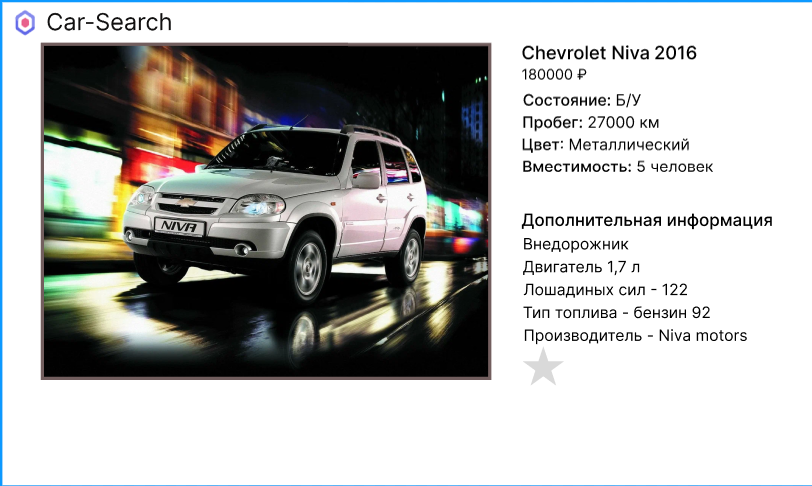 Car-Search
NIVA
Chevrolet Niva 2016
180000 ₽
Состояние: Б/У
Пробег: 27000 км
Цвет: Металлический
Вместимость: 5 человек
Дополнительная информация
Внедорожник
Двигатель 1,7 л
Лошадиных сил - 122
Тип топлива - бензин 92
Производитель - Niva motors